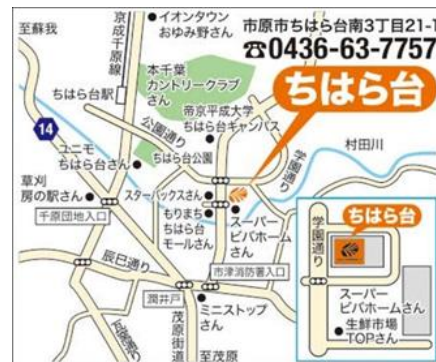 市原市ちはら台南3丁目21-1
☎0436-63-7757
ちはら台
至蘇我
京成千原線
イオンタウン
おゆみ野さん
本千葉
カントリークラブ
さん
ちはら台駅
帝京平成大学
ちはら台キャンパス
公園通り
学園通り
村田川
14
ユニモ
ちはら台さん
ちはら台公園
草刈
房の駅さん
スターバックスさん
千原団地入口
もりまち
ちはら台
モールさん
スーパー
ビバホーム
さん
辰巳通り
市津消防署入口
潤井戸
ミニストップ
さん
茂原街道
至茂原
学園通り
ちはら台
スーパー
ビバホームさん
生鮮市場
TOPさん